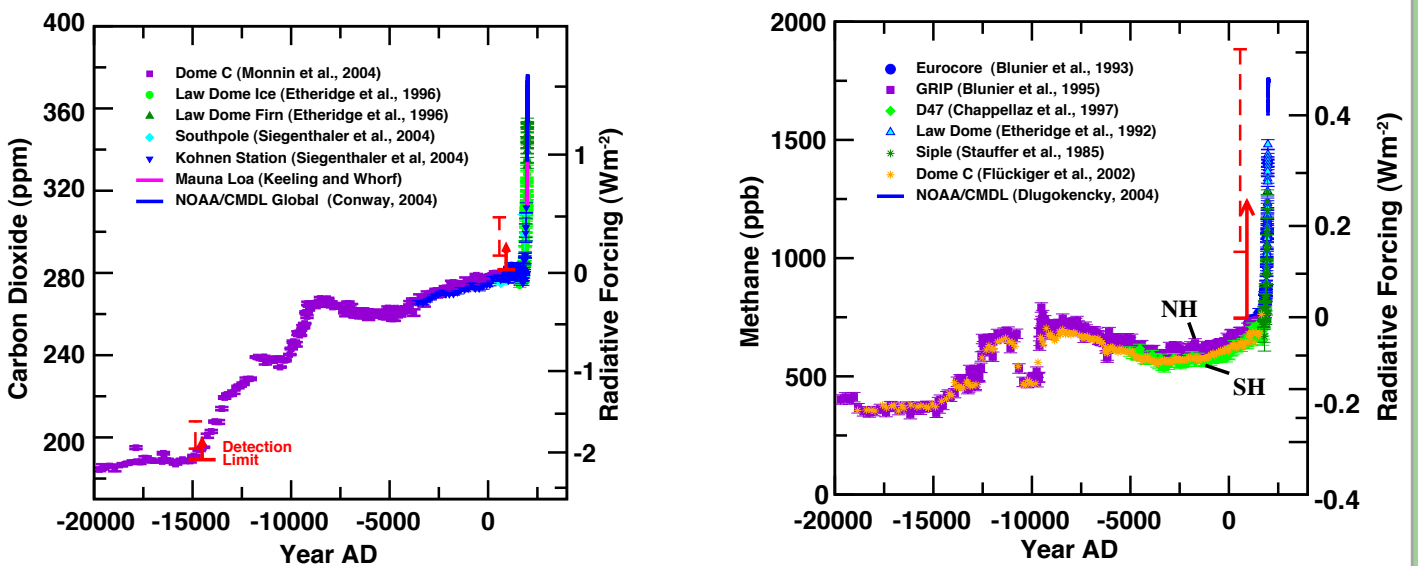 400
360
320
280
240
200
Carbon Dioxide (ppm)
Dome C (Monnin et al., 2004)
Law Dome Ice (Etheridge et al., 1996)
Law Dome Firn (Etheridge et al., 1996)
Southpole (Siegenthaler et al., 2004)
Kohnen Station (Siegenthaler et al, 2004)
Mauna Loa (Keeling and Whorf)
NOAA/CMDL Global (Conway, 2004)
Detection
Limit
1
0
-1
-2
Radiative Forcing (Wm-2)
-20000 -15000 -10000 -5000 0
Year AD
2000
1500
1000
500
0
Methane (ppb)
Eurocore (Blunier et al., 1993)
GRIP (Blunier et al., 1995)
D47 (Chappellaz et al., 1997)
Law Dome (Etheridge et al., 1992)
Siple (Stauffer et al., 1985)
Dome C (Flückiger et al., 2002)
NOAA/CMDL (Dlugokencky, 2004)
NH
SH
0.4
0.2
0
-0.2
-0.4
Radiative Forcing (Wm-2)
-20000 -15000 -10000 -5000 0
Year AD